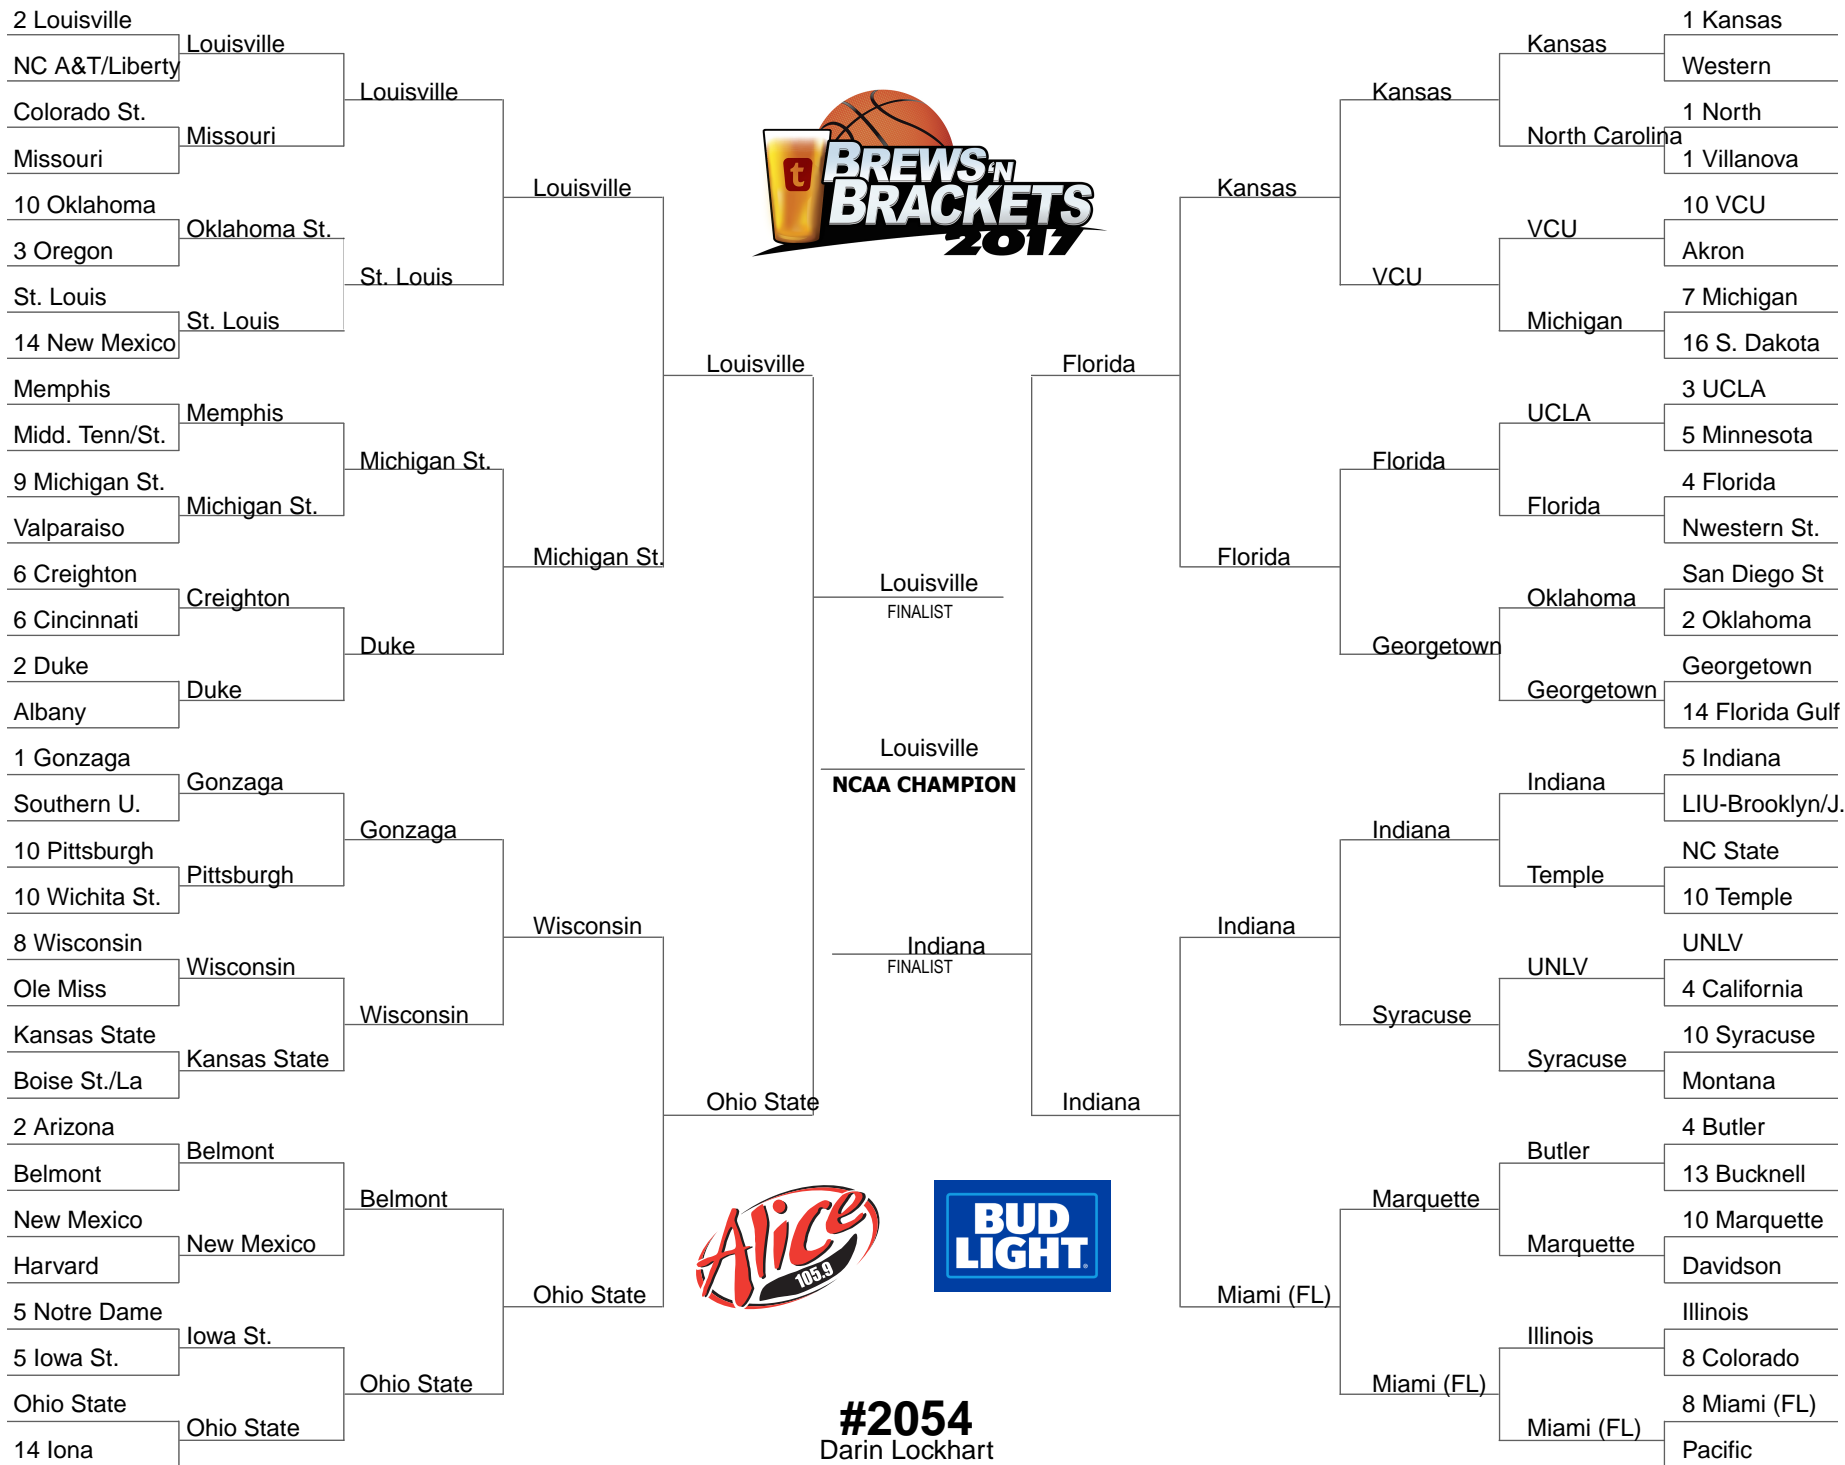 2 Louisville
NC A&T/Liberty
Colorado St.
Missouri
10 Oklahoma
3 Oregon
St. Louis
14 New Mexico
Memphis
Midd. Tenn/St.
9 Michigan St.
Valparaiso
6 Creighton
6 Cincinnati
2 Duke
Albany
1 Gonzaga
Southern U.
10 Pittsburgh
10 Wichita St.
8 Wisconsin
Ole Miss
Kansas State
Boise St./La
2 Arizona
Belmont
New Mexico
Harvard
5 Notre Dame
5 Iowa St.
Ohio State
14 Iona
Louisville
Missouri
Oklahoma St.
St. Louis
Memphis
Michigan St.
Creighton
Duke
Gonzaga
Pittsburgh
Wisconsin
Kansas State
Belmont
New Mexico
Iowa St.
Ohio State
Louisville
St. Louis
Michigan St.
Duke
Gonzaga
Wisconsin
Belmont
Ohio State
Louisville
Michigan St.
Wisconsin
Ohio State
Louisville
Ohio State
t
BREWS 'N
BRACKETS
2017
Louisville
FINALIST
Louisville
NCAA CHAMPION
Indiana
FINALIST
Alice
105.9
BUD
LIGHT®
#2054
Darin Lockhart
Florida
Indiana
Kansas
Florida
Indiana
Miami (FL)
Kansas
VCU
Florida
Georgetown
Indiana
Syracuse
Marquette
Miami (FL)
Kansas
North Carolina
VCU
Michigan
UCLA
Florida
Oklahoma
Georgetown
Indiana
Temple
UNLV
Syracuse
Butler
Marquette
Illinois
Miami (FL)
1 Kansas
Western
1 North
1 Villanova
10 VCU
Akron
7 Michigan
16 S. Dakota
3 UCLA
5 Minnesota
4 Florida
Nwestern St.
San Diego St
2 Oklahoma
Georgetown
14 Florida Gulf
5 Indiana
LIU-Brooklyn/J.
NC State
10 Temple
UNLV
4 California
10 Syracuse
Montana
4 Butler
13 Bucknell
10 Marquette
Davidson
Illinois
8 Colorado
8 Miami (FL)
Pacific